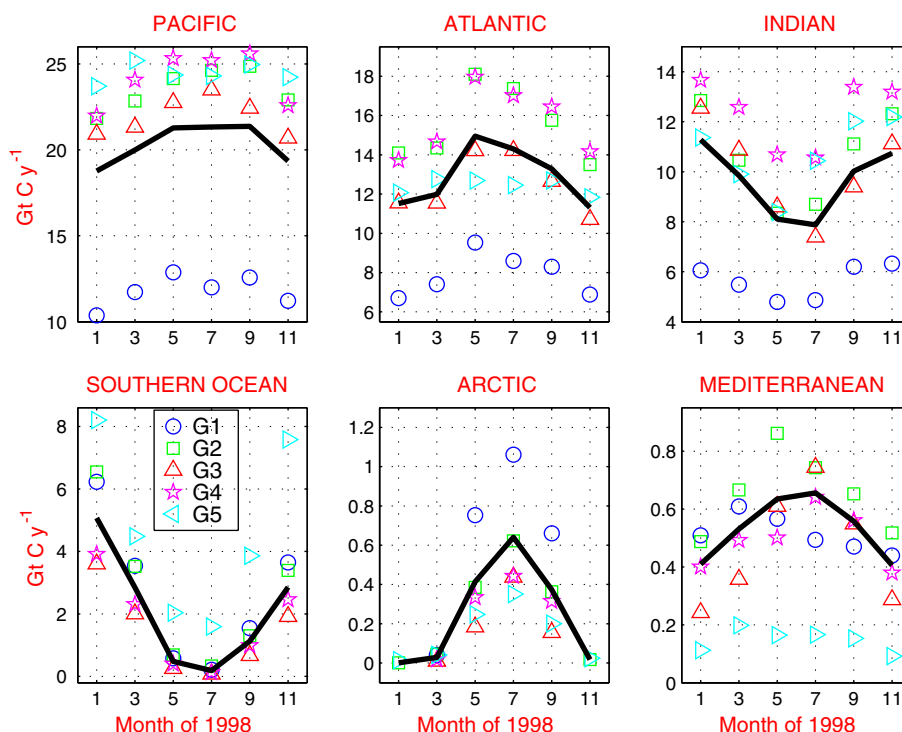 PACIFIC
ATLANTIC
INDIAN
Gt C y-1
25
20
15
10
1 3 5 7 9 11
18
16
14
12
10
8
6
1 3 5 7 9 11
14
12
10
8
6
4
1 3 5 7 9 11
SOUTHERN OCEAN
ARCTIC
MEDITERRANEAN
Gt C y-1
8
6
4
2
0
G1
G2
G3
G4
G5
1 3 5 7 9 11
Month of 1998
1.2
1
0.8
0.6
0.4
0.2
0
1 3 5 7 9 11
Month of 1998
0.8
0.6
0.4
0.2
0
1 3 5 7 9 11
Month of 1998